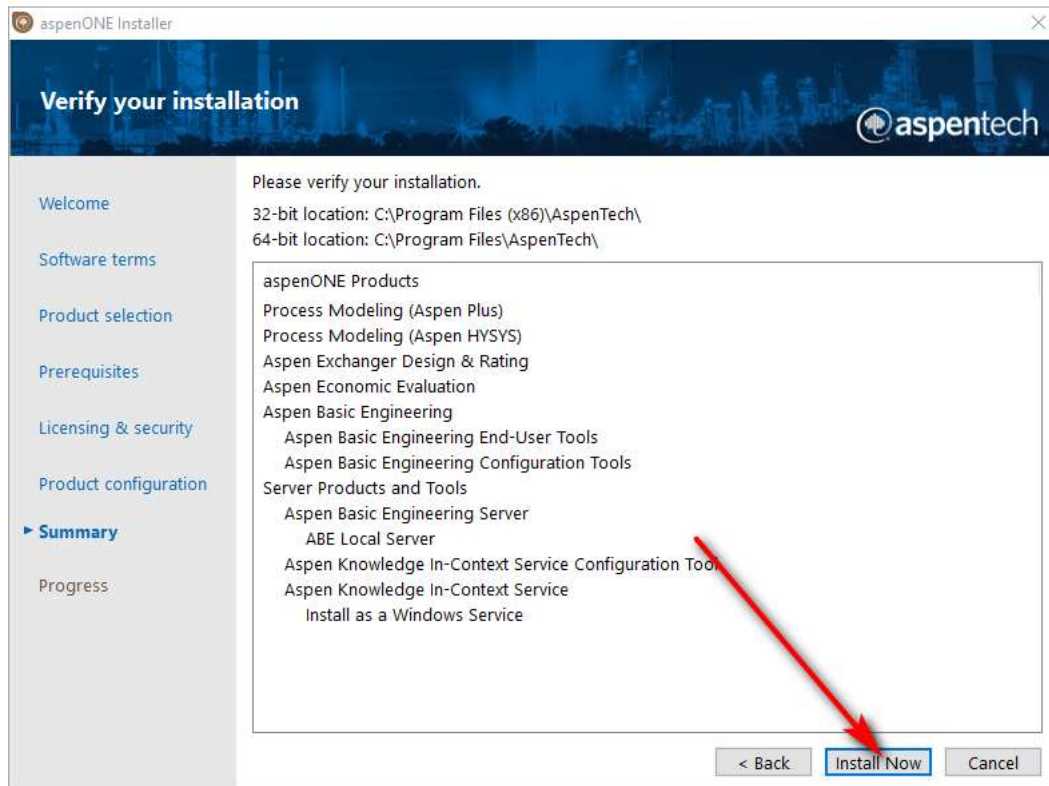 aspenONE Installer
Verify your installation
aspentech
Welcome
Software terms
Product selection
Prerequisites
Licensing & security
Product configuration
Summary
Progress
Please verify your installation.
32-bit location: C:\Program Files (x86)\AspenTech\
64-bit location: C:\Program Files\AspenTech\
aspenONE Products
Process Modeling (Aspen Plus)
Process Modeling (Aspen HYSYS)
Aspen Exchanger Design & Rating
Aspen Economic Evaluation
Aspen Basic Engineering
Aspen Basic Engineering End-User Tools
Aspen Basic Engineering Configuration Tools
Server Products and Tools
Aspen Basic Engineering Server
ABE Local Server
Aspen Knowledge In-Context Service Configuration Tool
Aspen Knowledge In-Context Service
Install as a Windows Service
< Back Install Now Cancel